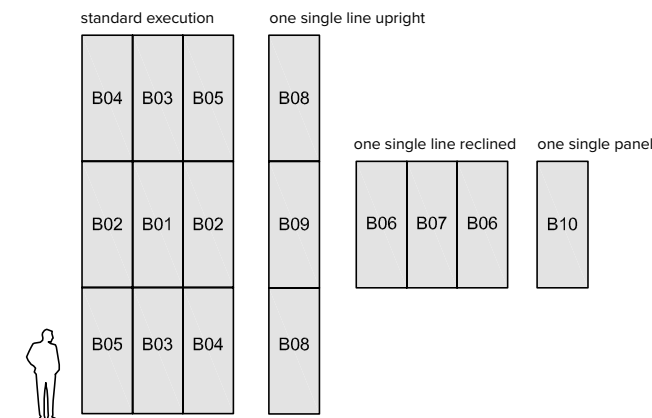 standard execution
one single line upright
B04 B03 B05
B08
one single line reclined
one single panel
B02 B01 B02
B09
B06 B07 B06
B10
B05 B03 B04
B08